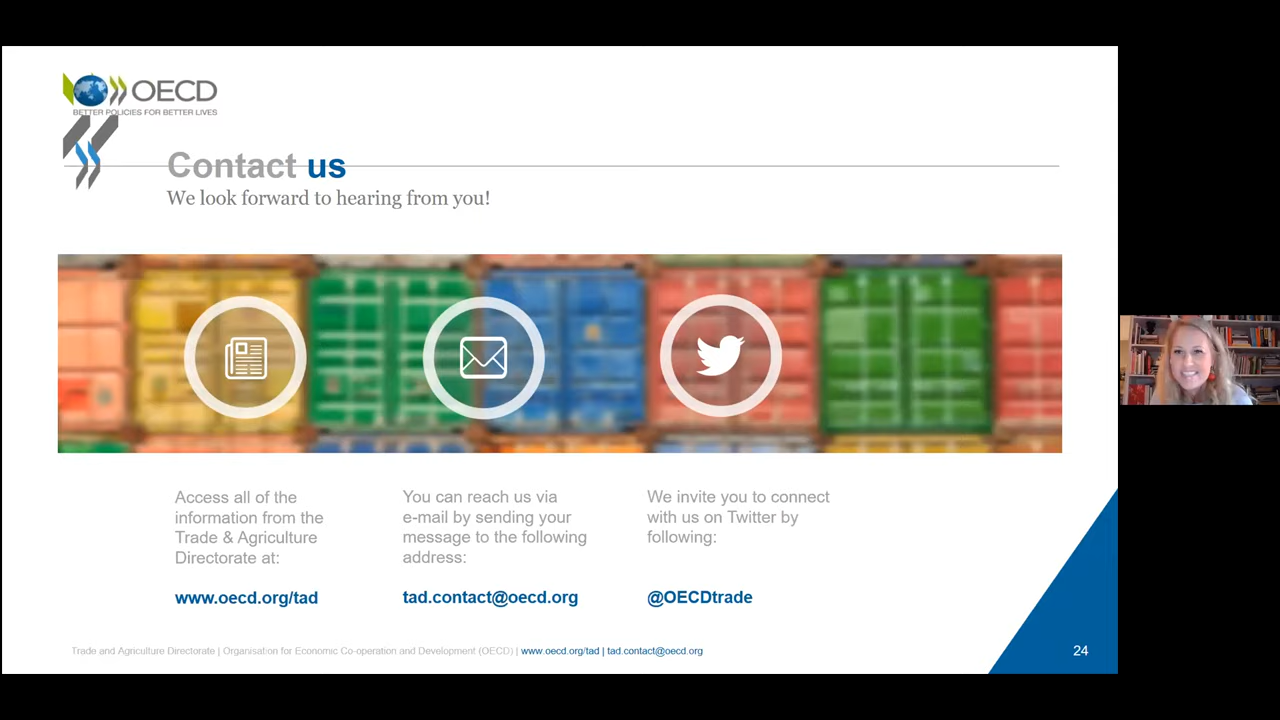 OECD
BETTER POLICIES FOR BETTER LIVES
Contact us
We look forward to hearing from you!
Access all of the
information from the
Trade & Agriculture
Directorate at:
www.oecd.org/tad
You can reach us via
e-mail by sending your
message to the following
address:
tad.contact@oecd.org
We invite you to connect
with us on Twitter by
following:
@OECDtrade
Trade and Agriculture Directorate | Organisation for Economic Co-operation and Development (OECD) | www.oecd.org/tad | tad.contact@oecd.org
24